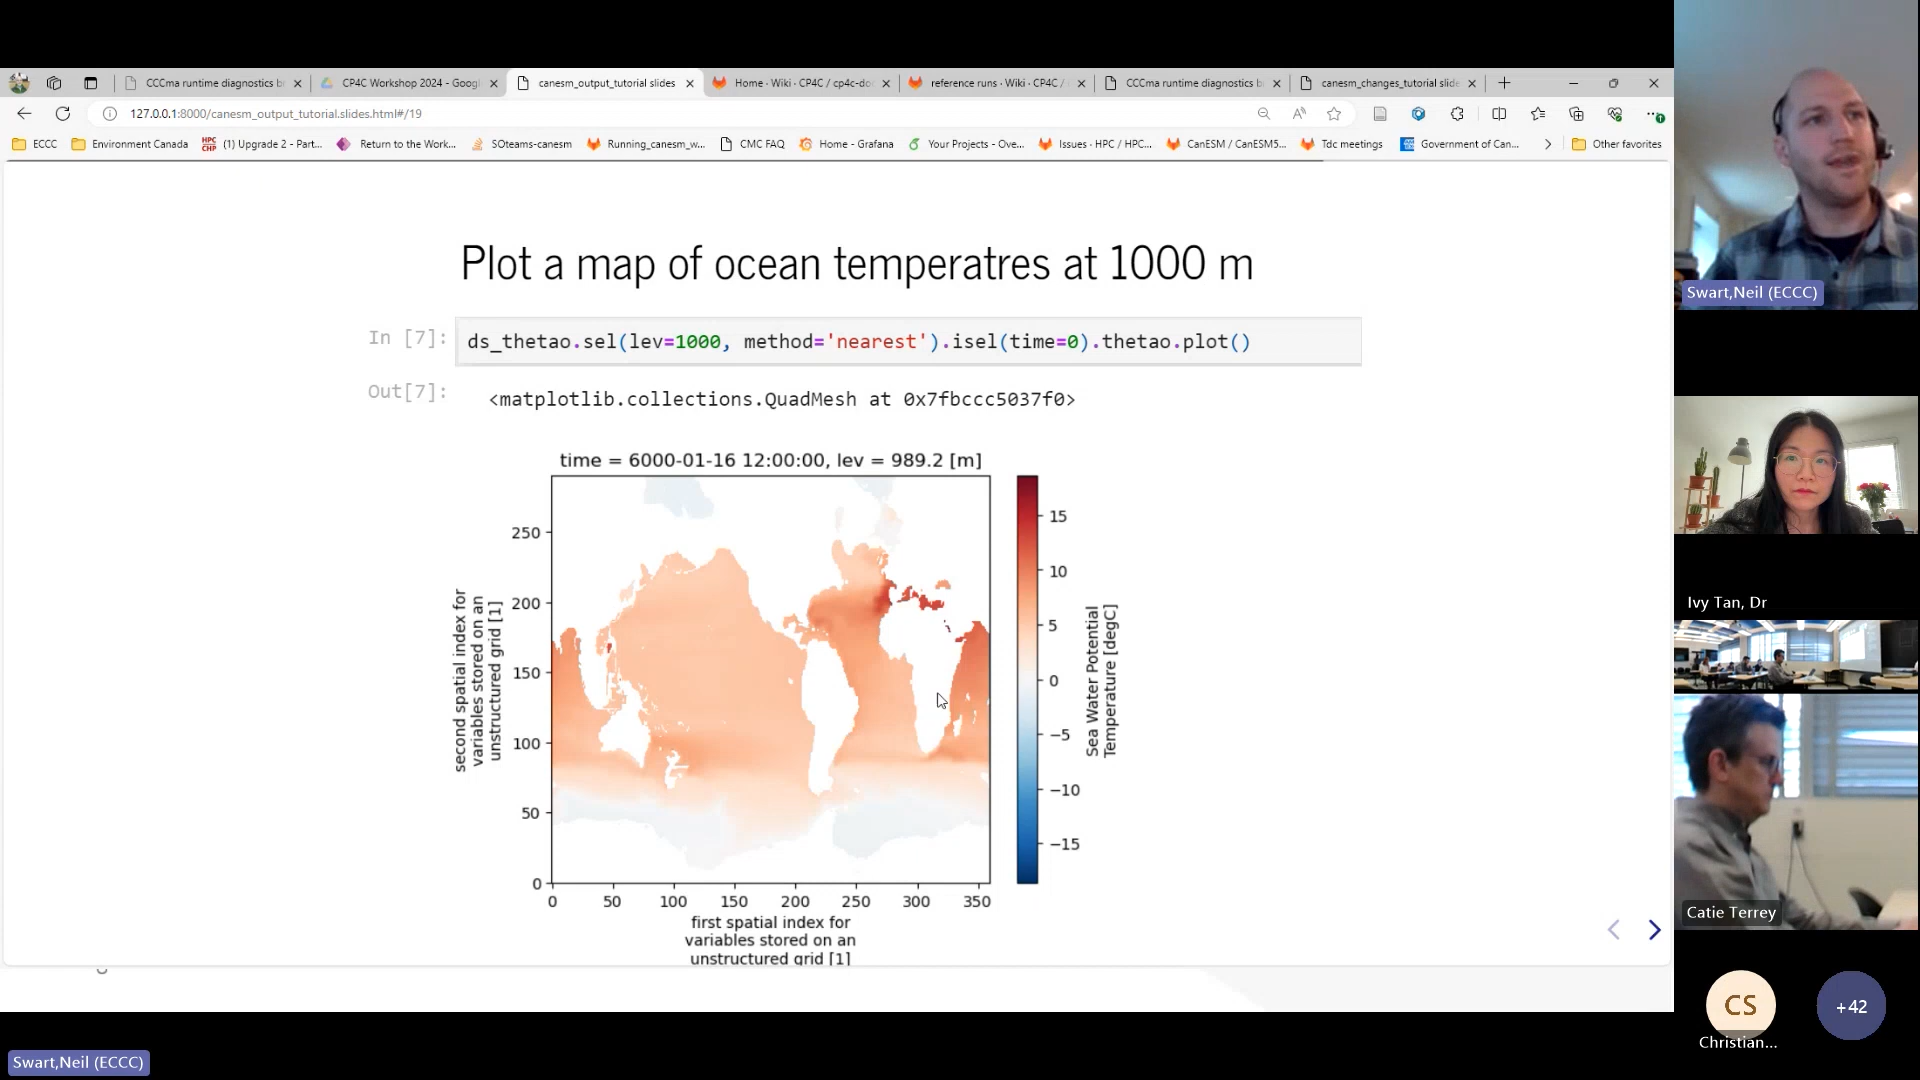 CCCma runtime diagnostics b
CP4C Workshop 2024 - Googl
canesm_output_tutorial slides
Home · Wiki · CP4C / cp4c-do
reference runs · Wiki · CP4C /
CCCma runtime diagnostics b
canesm_changes_tutorial slide
127.0.0.1:8000/canesm_output_tutorial.slides.html#/19
ECCC
Environment Canada
HPC
CHP
(1) Upgrade 2 - Part...
Return to the Work...
SOteams-canesm
Running_canesm_w...
CMC FAQ
Home - Grafana
Your Projects - Ove...
Issues · HPC / HPC...
CanESM / CanESM5...
Tdc meetings
Government of Can...
Other favorites
Plot a map of ocean temperatres at 1000 m
In [7]:
ds_thetao.sel(lev=1000, method='nearest').isel(time=0).thetao.plot()
Out[7]:
<matplotlib.collections.QuadMesh at 0x7fbccc5037f0>
time = 6000-01-16 12:00:00, lev = 989.2 [m]
250
200
150
100
50
0
second spatial index for
variables stored on an
unstructured grid [1]
0 50 100 150 200 250 300 350
first spatial index for
variables stored on an
unstructured grid [1]
15
10
5
0
−5
−10
−15
Sea Water Potential
Temperature [degC]
Swart,Neil (ECCC)
Ivy Tan, Dr
Catie Terrey
CS
Christian...
+42
Swart,Neil (ECCC)